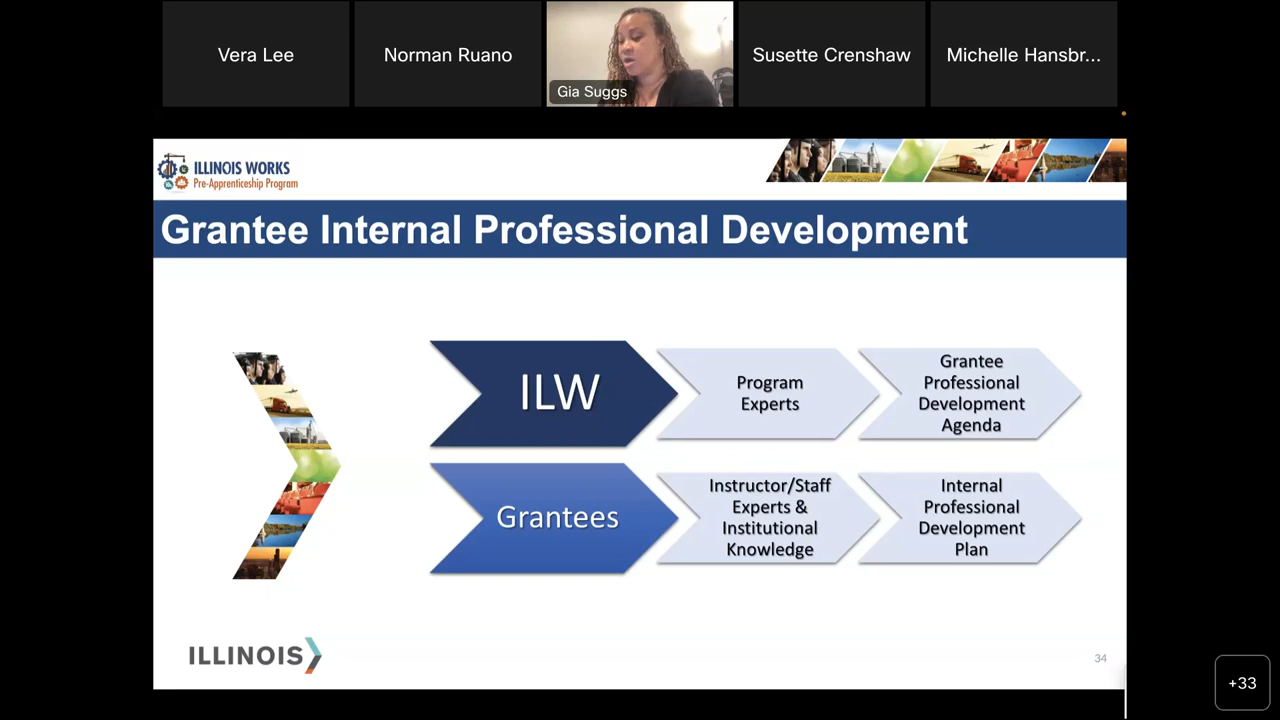 Vera Lee
Norman Ruano
Gia Suggs
Susette Crenshaw
Michelle Hansbr...
ILLINOIS WORKS
Pre-Apprenticeship Program
Grantee Internal Professional Development
ILW
Program
Experts
Grantee
Professional
Development
Agenda
Grantees
Instructor/Staff
Experts &
Institutional
Knowledge
Internal
Professional
Development
Plan
ILLINOIS
34
+33